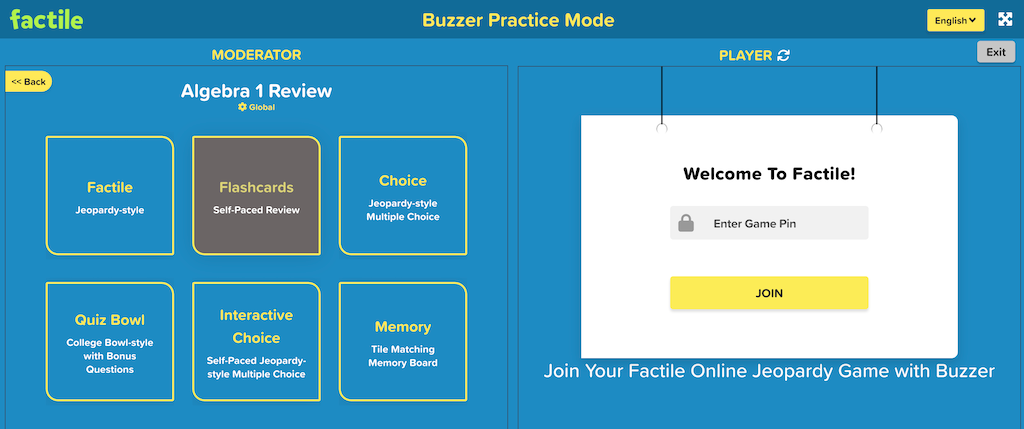 factile
Buzzer Practice Mode
English
MODERATOR
PLAYER
Exit
<< Back
Algebra 1 Review
Global
Factile
Jeopardy-style
Flashcards
Self-Paced Review
Choice
Jeopardy-style
Multiple Choice
Quiz Bowl
College Bowl-style
with Bonus
Questions
Interactive
Choice
Self-Paced Jeopardy-
style Multiple Choice
Memory
Tile Matching
Memory Board
Welcome To Factile!
Enter Game Pin
JOIN
Join Your Factile Online Jeopardy Game with Buzzer